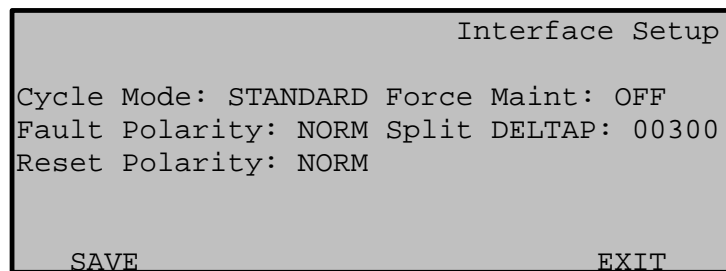 Interface Setup
Cycle Mode: STANDARD Force Maint: OFF
Fault Polarity: NORM Split DELTAP: 00300
Reset Polarity: NORM
SAVE EXIT